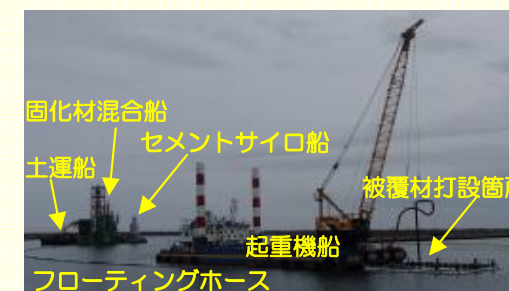 固化材混合船
セメントサイロ船
土運船
被覆材打設箇
起重機船
フローティングホース